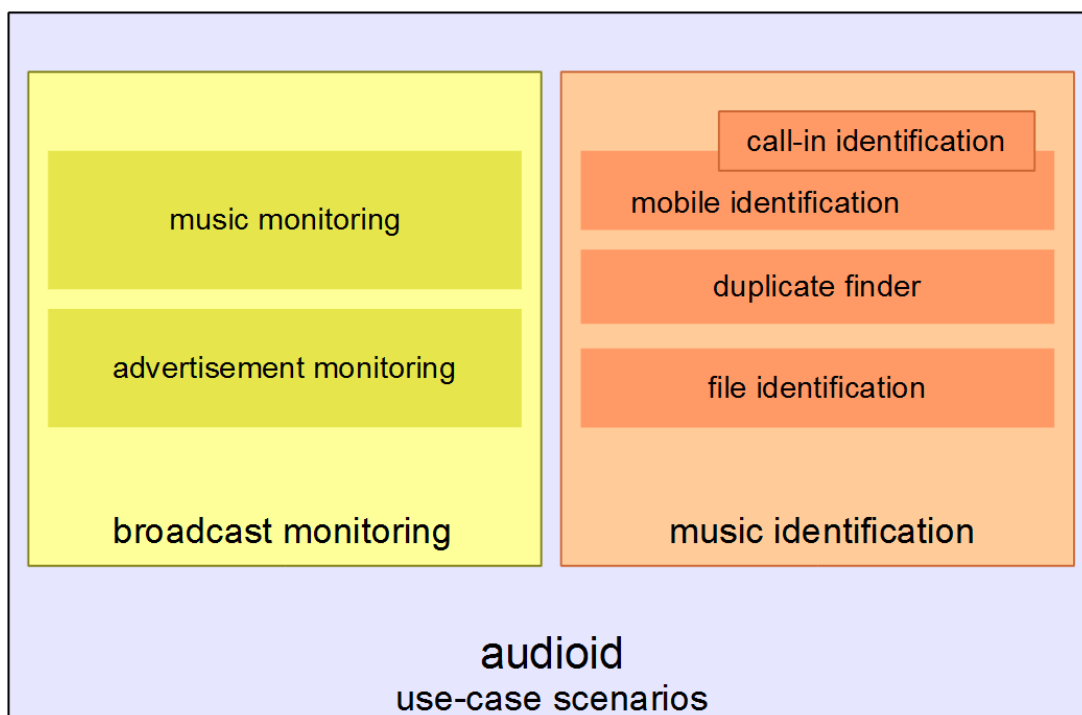 music monitoring
advertisement monitoring
broadcast monitoring
call-in identification
mobile identification
duplicate finder
file identification
music identification
audioid
use-case scenarios